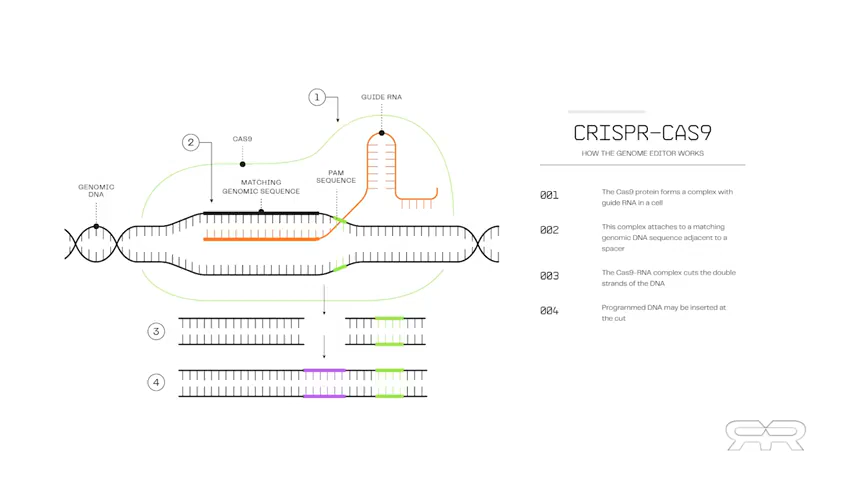 1
GUIDE RNA
2
CAS9
MATCHING
GENOMIC SEQUENCE
PAM
SEQUENCE
GENOMIC
DNA
3
4
CRISPR-CAS9
HOW THE GENOME EDITOR WORKS
001
The Cas9 protein forms a complex with
guide RNA in a cell
002
This complex attaches to a matching
genomic DNA sequence adjacent to a
spacer
003
The Cas9-RNA complex cuts the double
strands of the DNA
004
Programmed DNA may be inserted at
the cut